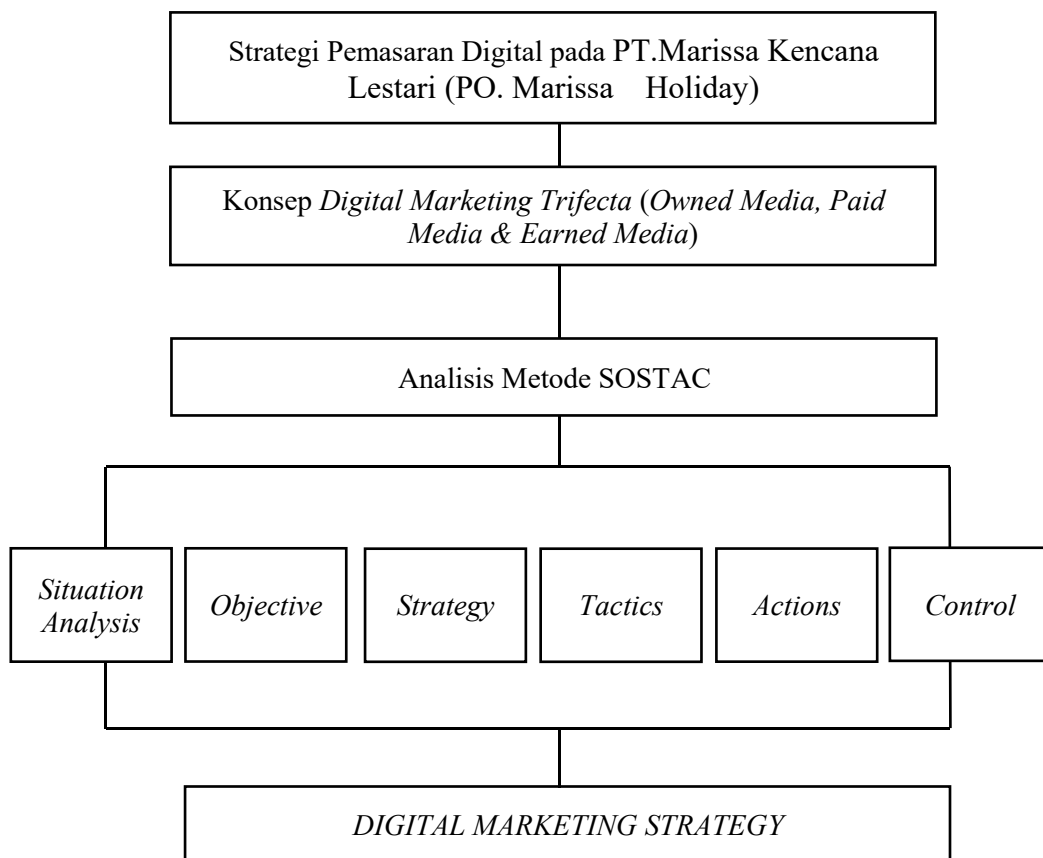 Strategi Pemasaran Digital pada PT.Marissa Kencana
Lestari (PO. Marissa Holiday)
Konsep Digital Marketing Trifecta (Owned Media, Paid
Media & Earned Media)
Analisis Metode SOSTAC
Situation
Analysis
Objective
Strategy
Tactics
Actions
Control
DIGITAL MARKETING STRATEGY